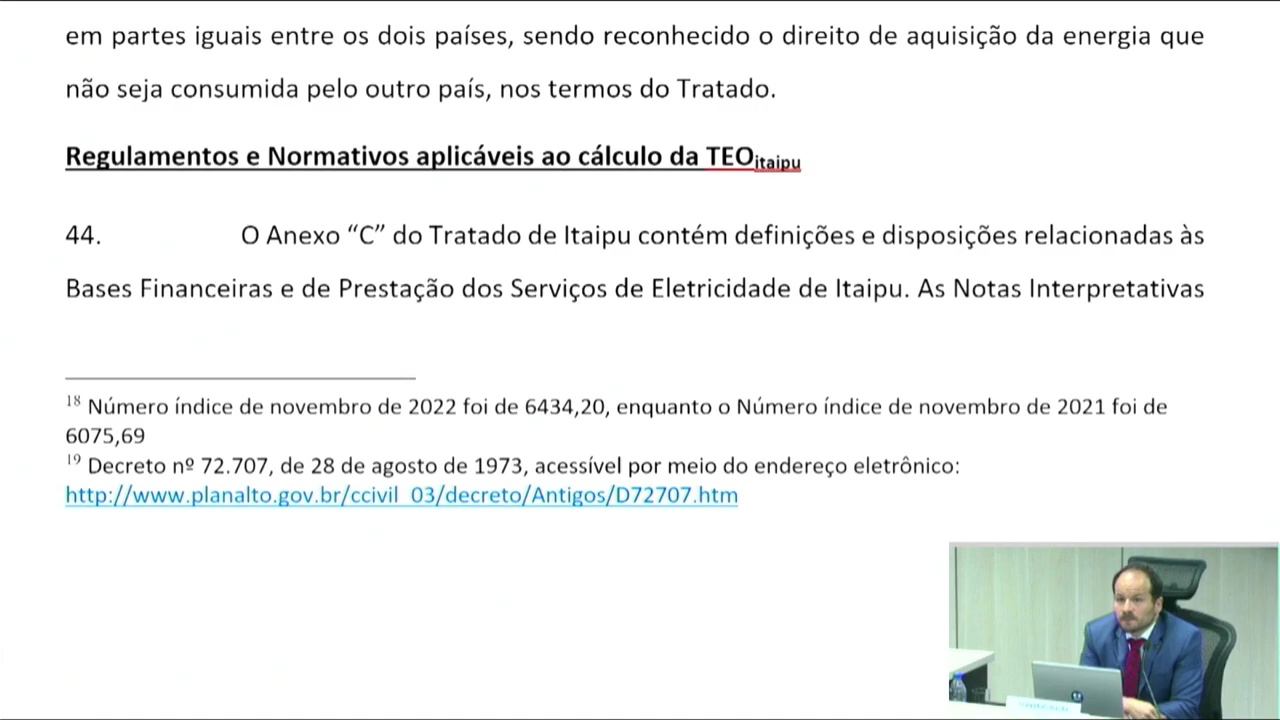 em partes iguais entre os dois países, sendo reconhecido o direito de aquisição da energia que
não seja consumida pelo outro país, nos termos do Tratado.
Regulamentos e Normativos aplicáveis ao cálculo da TEOitaipu
44. O Anexo “C” do Tratado de Itaipu contém definições e disposições relacionadas às
Bases Financeiras e de Prestação dos Serviços de Eletricidade de Itaipu. As Notas Interpretativas
18 Número índice de novembro de 2022 foi de 6434,20, enquanto o Número índice de novembro de 2021 foi de
6075,69
19 Decreto nº 72.707, de 28 de agosto de 1973, acessível por meio do endereço eletrônico:
http://www.planalto.gov.br/ccivil_03/decreto/Antigos/D72707.htm